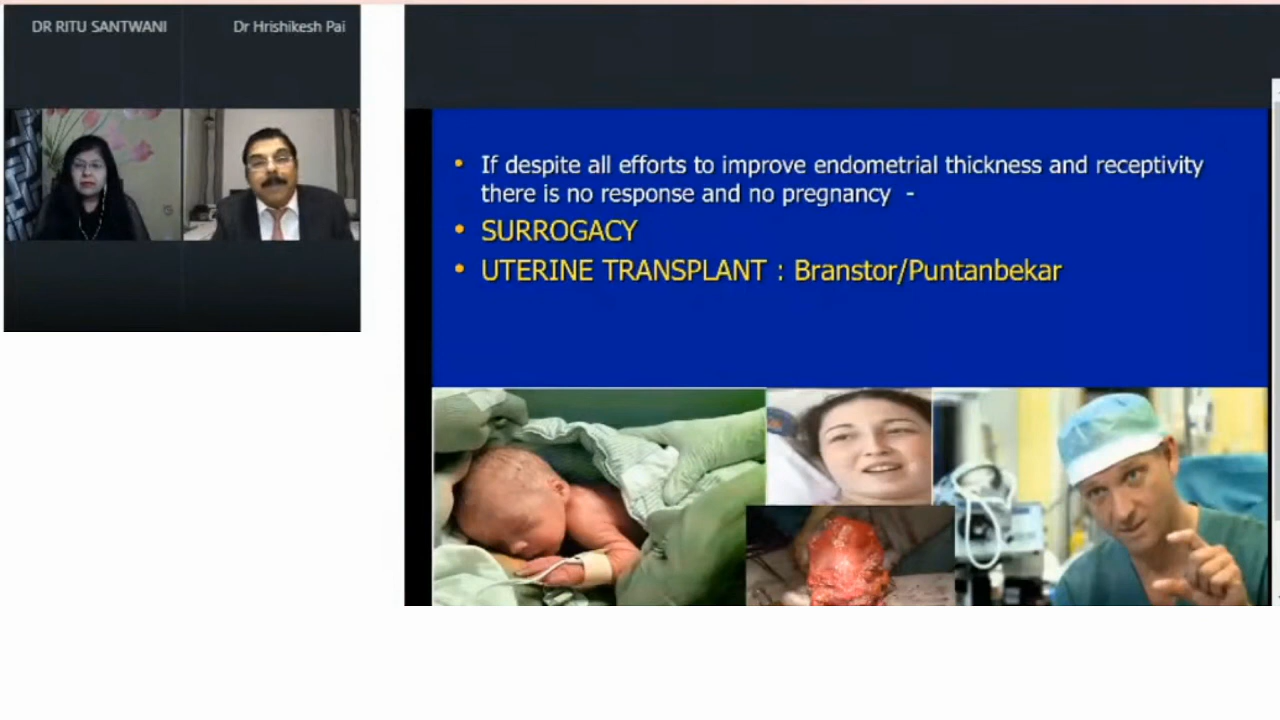 DR RITU SANTWANI
Dr Hrishikesh Pai
• If despite all efforts to improve endometrial thickness and receptivity
there is no response and no pregnancy -
• SURROGACY
• UTERINE TRANSPLANT : Branstor/Puntanbekar